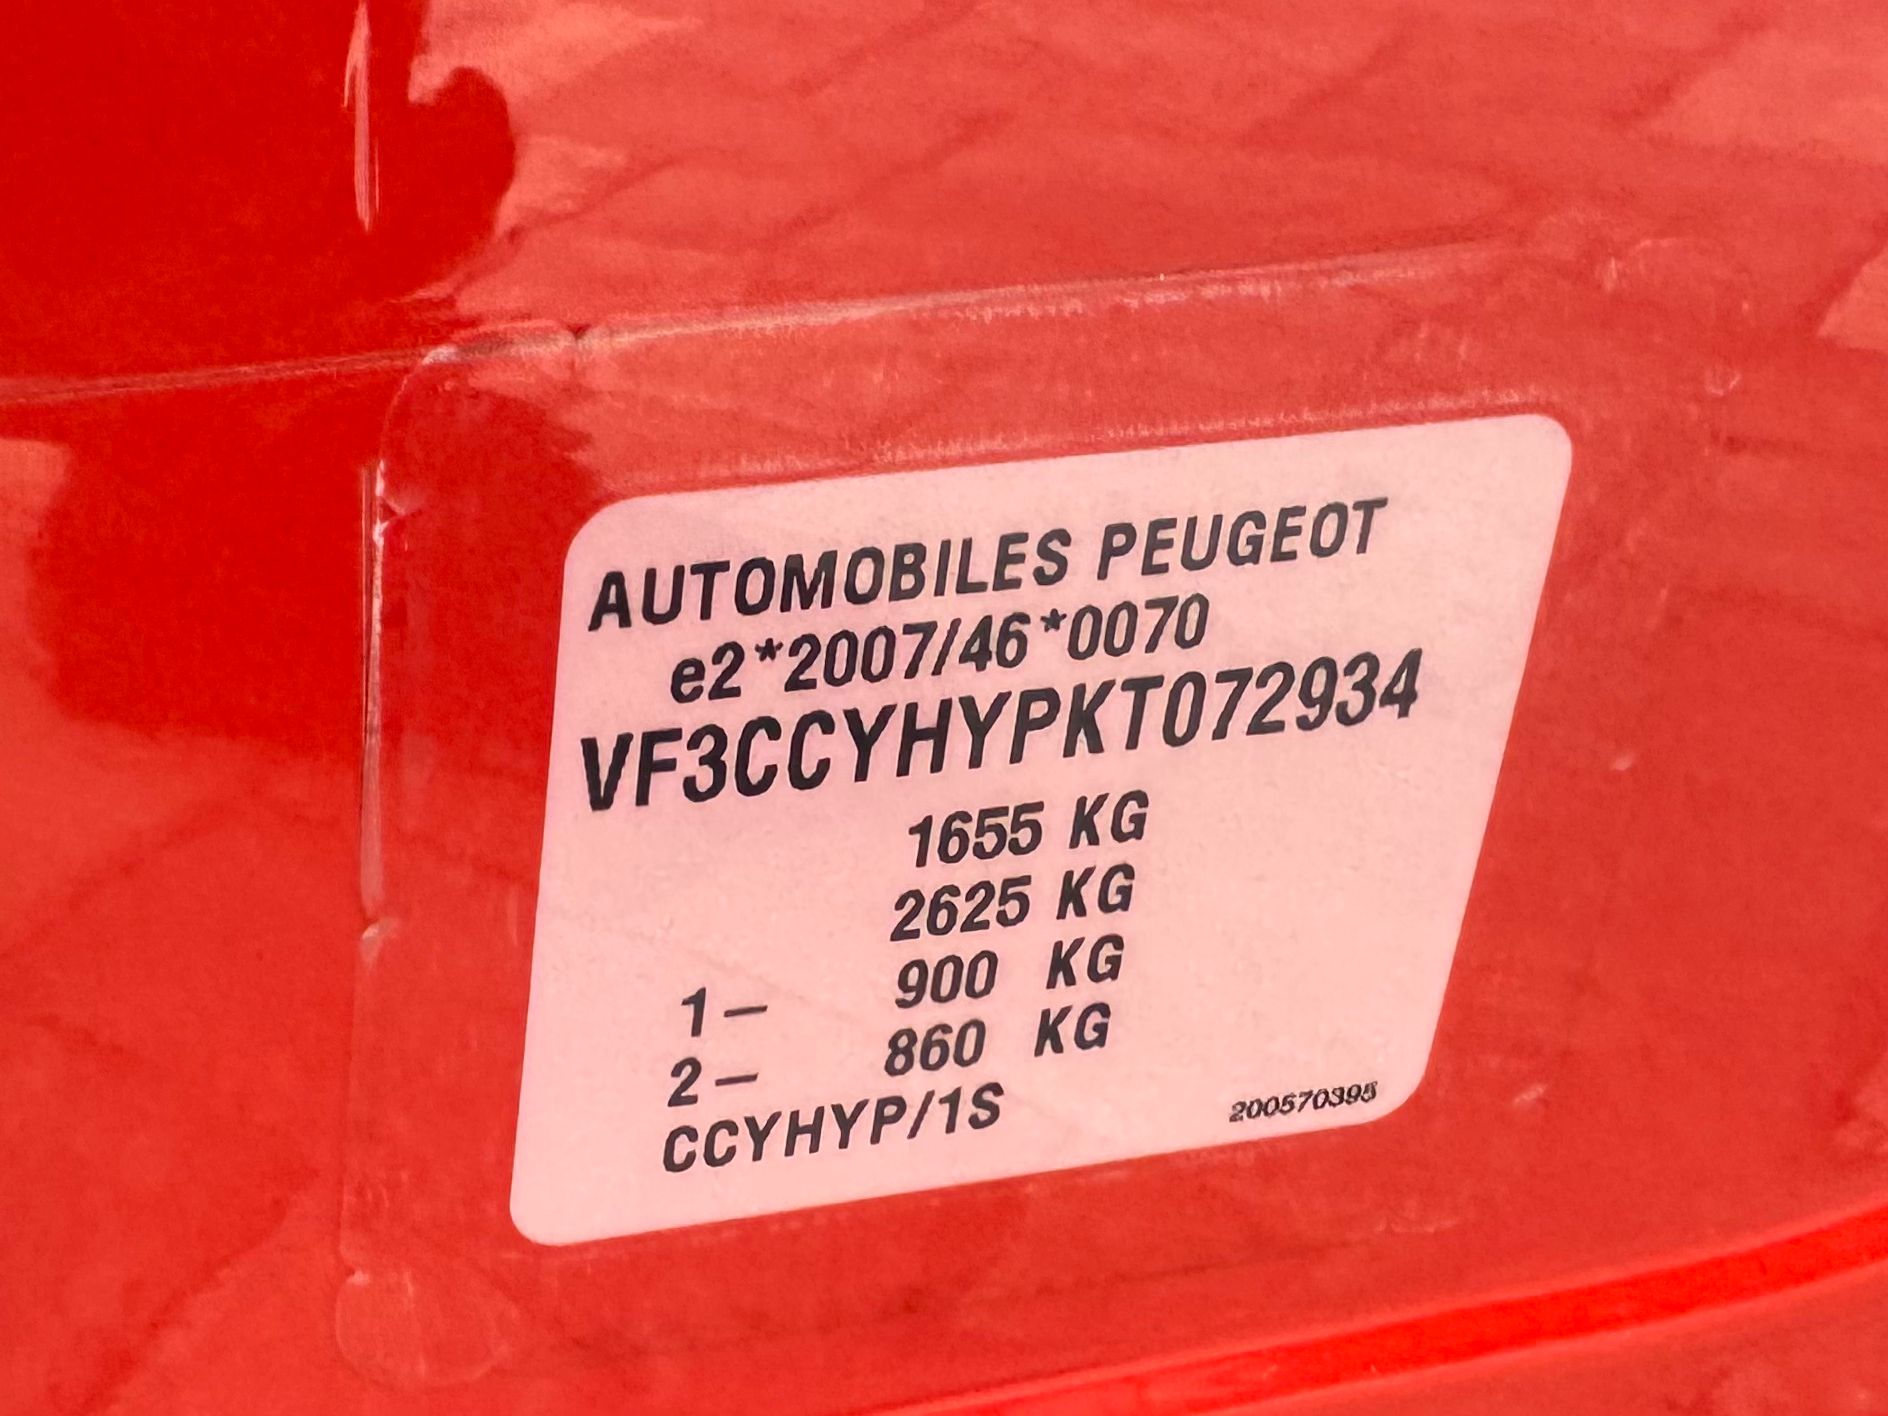 AUTOMOBILES PEUGEOT
e2*2007/46*0070
VF3CCYHYPKT072934
1655 KG
2625 KG
1– 900 KG
2– 860 KG
CCYHYP/1S
200570395